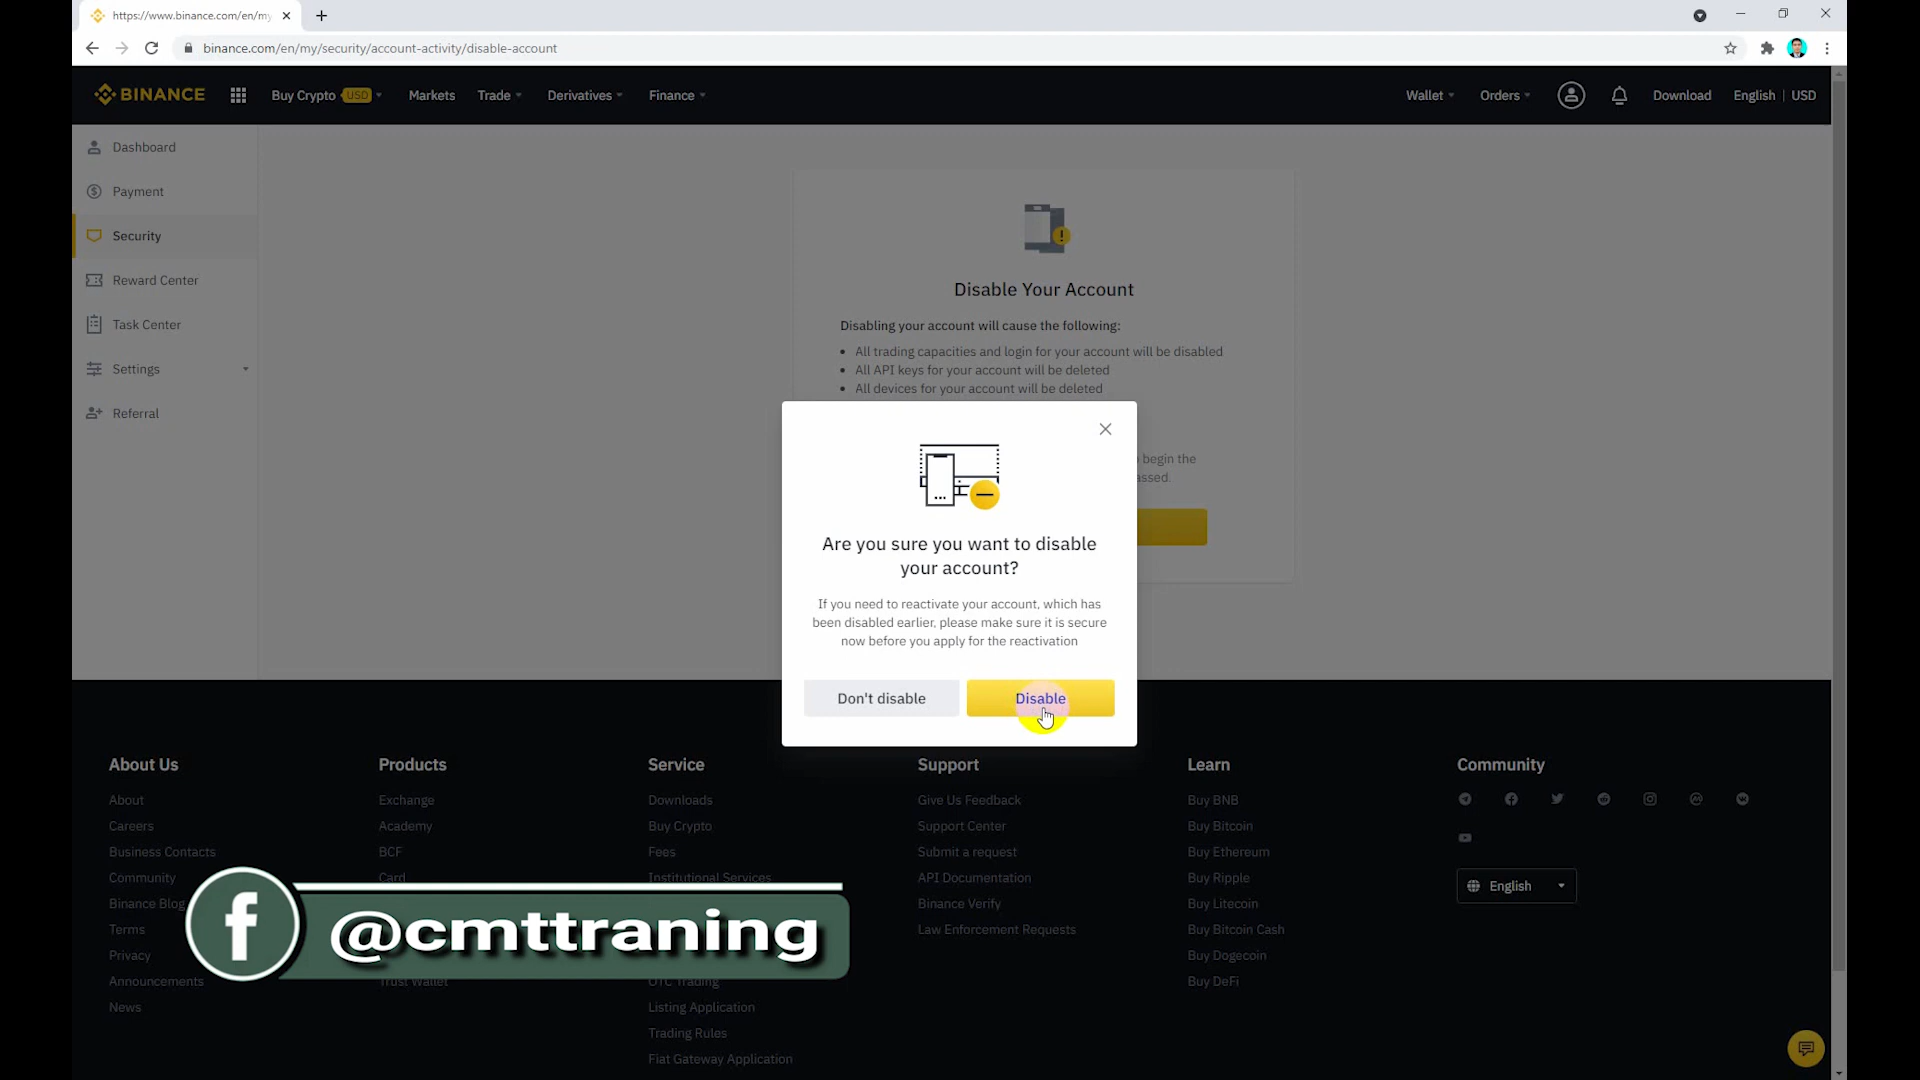 https://www.binance.com/en/my
binance.com/en/my/security/account-activity/disable-account
BINANCE
Buy Crypto USD
Markets
Trade
Derivatives
Finance
Wallet
Orders
Download
English | USD
Dashboard
Payment
Security
Reward Center
Task Center
Settings
Referral
Disable Your Account
Disabling your account will cause the following:
All trading capacities and login for your account will be disabled
All API keys for your account will be deleted
All devices for your account will be deleted
begin the
assed.
Are you sure you want to disable
your account?
If you need to reactivate your account, which has
been disabled earlier, please make sure it is secure
now before you apply for the reactivation
Don't disable
Disable
About Us
About
Careers
Business Contacts
Community
Binance Blog
Terms
Privacy
Announcements
News
Products
Exchange
Academy
BCF
Card
Trust Wallet
Service
Downloads
Buy Crypto
Fees
Institutional Services
OTC Trading
Listing Application
Trading Rules
Fiat Gateway Application
Support
Give Us Feedback
Support Center
Submit a request
API Documentation
Binance Verify
Law Enforcement Requests
Learn
Buy BNB
Buy Bitcoin
Buy Ethereum
Buy Ripple
Buy Litecoin
Buy Bitcoin Cash
Buy Dogecoin
Buy DeFi
Community
English
f
@cmttraning